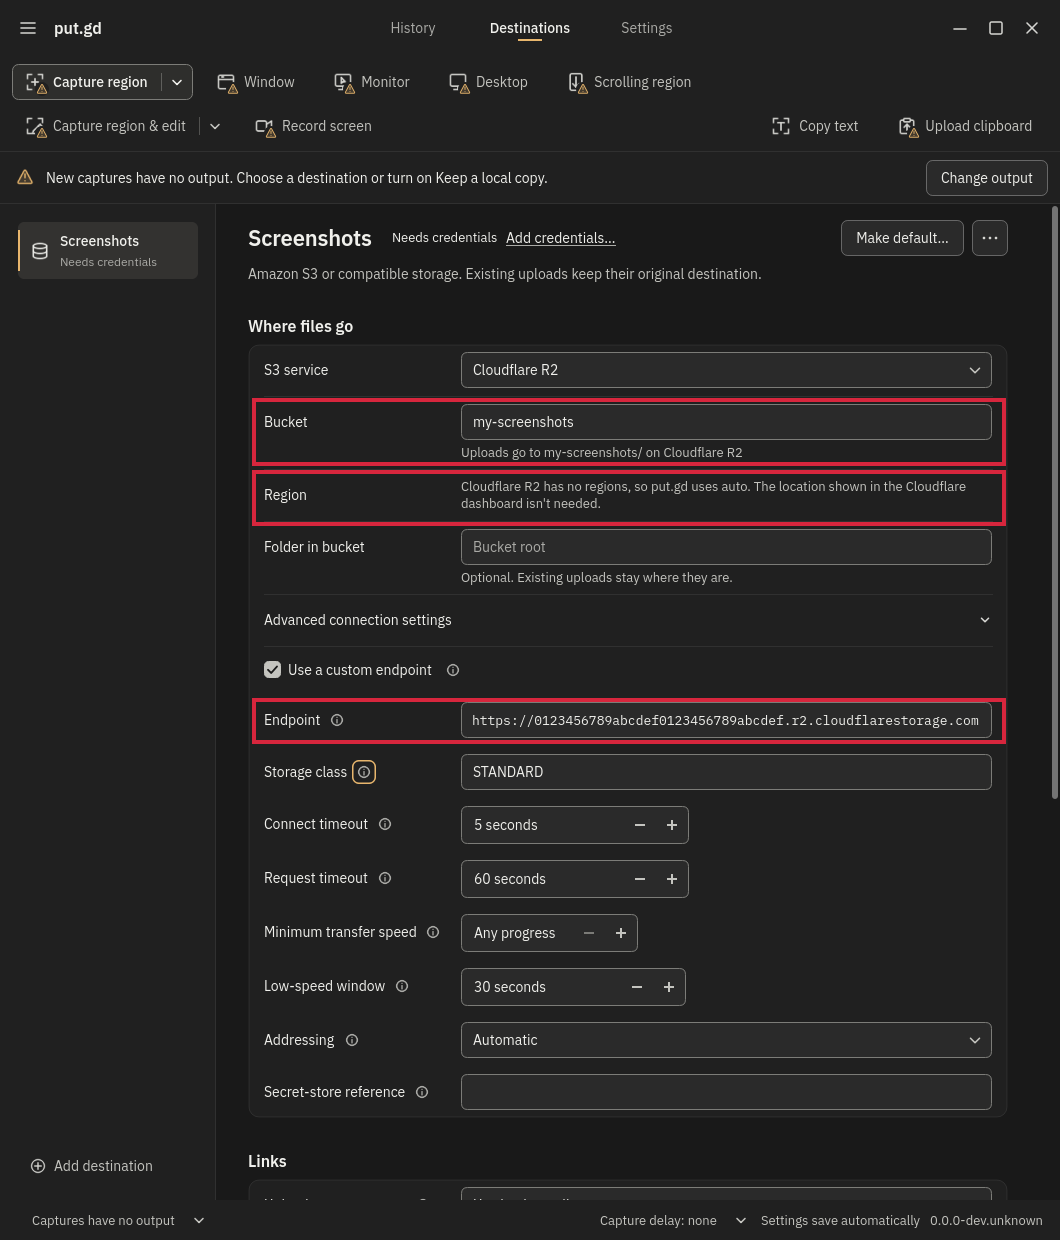 put.gd
History
Destinations
Settings
Capture region
Window
Monitor
Desktop
Scrolling region
Capture region & edit
Record screen
Copy text
Upload clipboard
New captures have no output. Choose a destination or turn on Keep a local copy.
Change output
Screenshots
Needs credentials
Screenshots
Needs credentials
Add credentials...
Make default...
Amazon S3 or compatible storage. Existing uploads keep their original destination.
Where files go
S3 service
Cloudflare R2
Bucket
my-screenshots
Uploads go to my-screenshots/ on Cloudflare R2
Region
Cloudflare R2 has no regions, so put.gd uses auto. The location shown in the Cloudflare
dashboard isn't needed.
Folder in bucket
Bucket root
Optional. Existing uploads stay where they are.
Advanced connection settings
Use a custom endpoint
Endpoint
https://0123456789abcdef0123456789abcdef.r2.cloudflarestorage.com
Storage class
STANDARD
Connect timeout
5 seconds
Request timeout
60 seconds
Minimum transfer speed
Any progress
Low-speed window
30 seconds
Addressing
Automatic
Secret-store reference
Links
Add destination
Captures have no output
Capture delay: none
Settings save automatically
0.0.0-dev.unknown